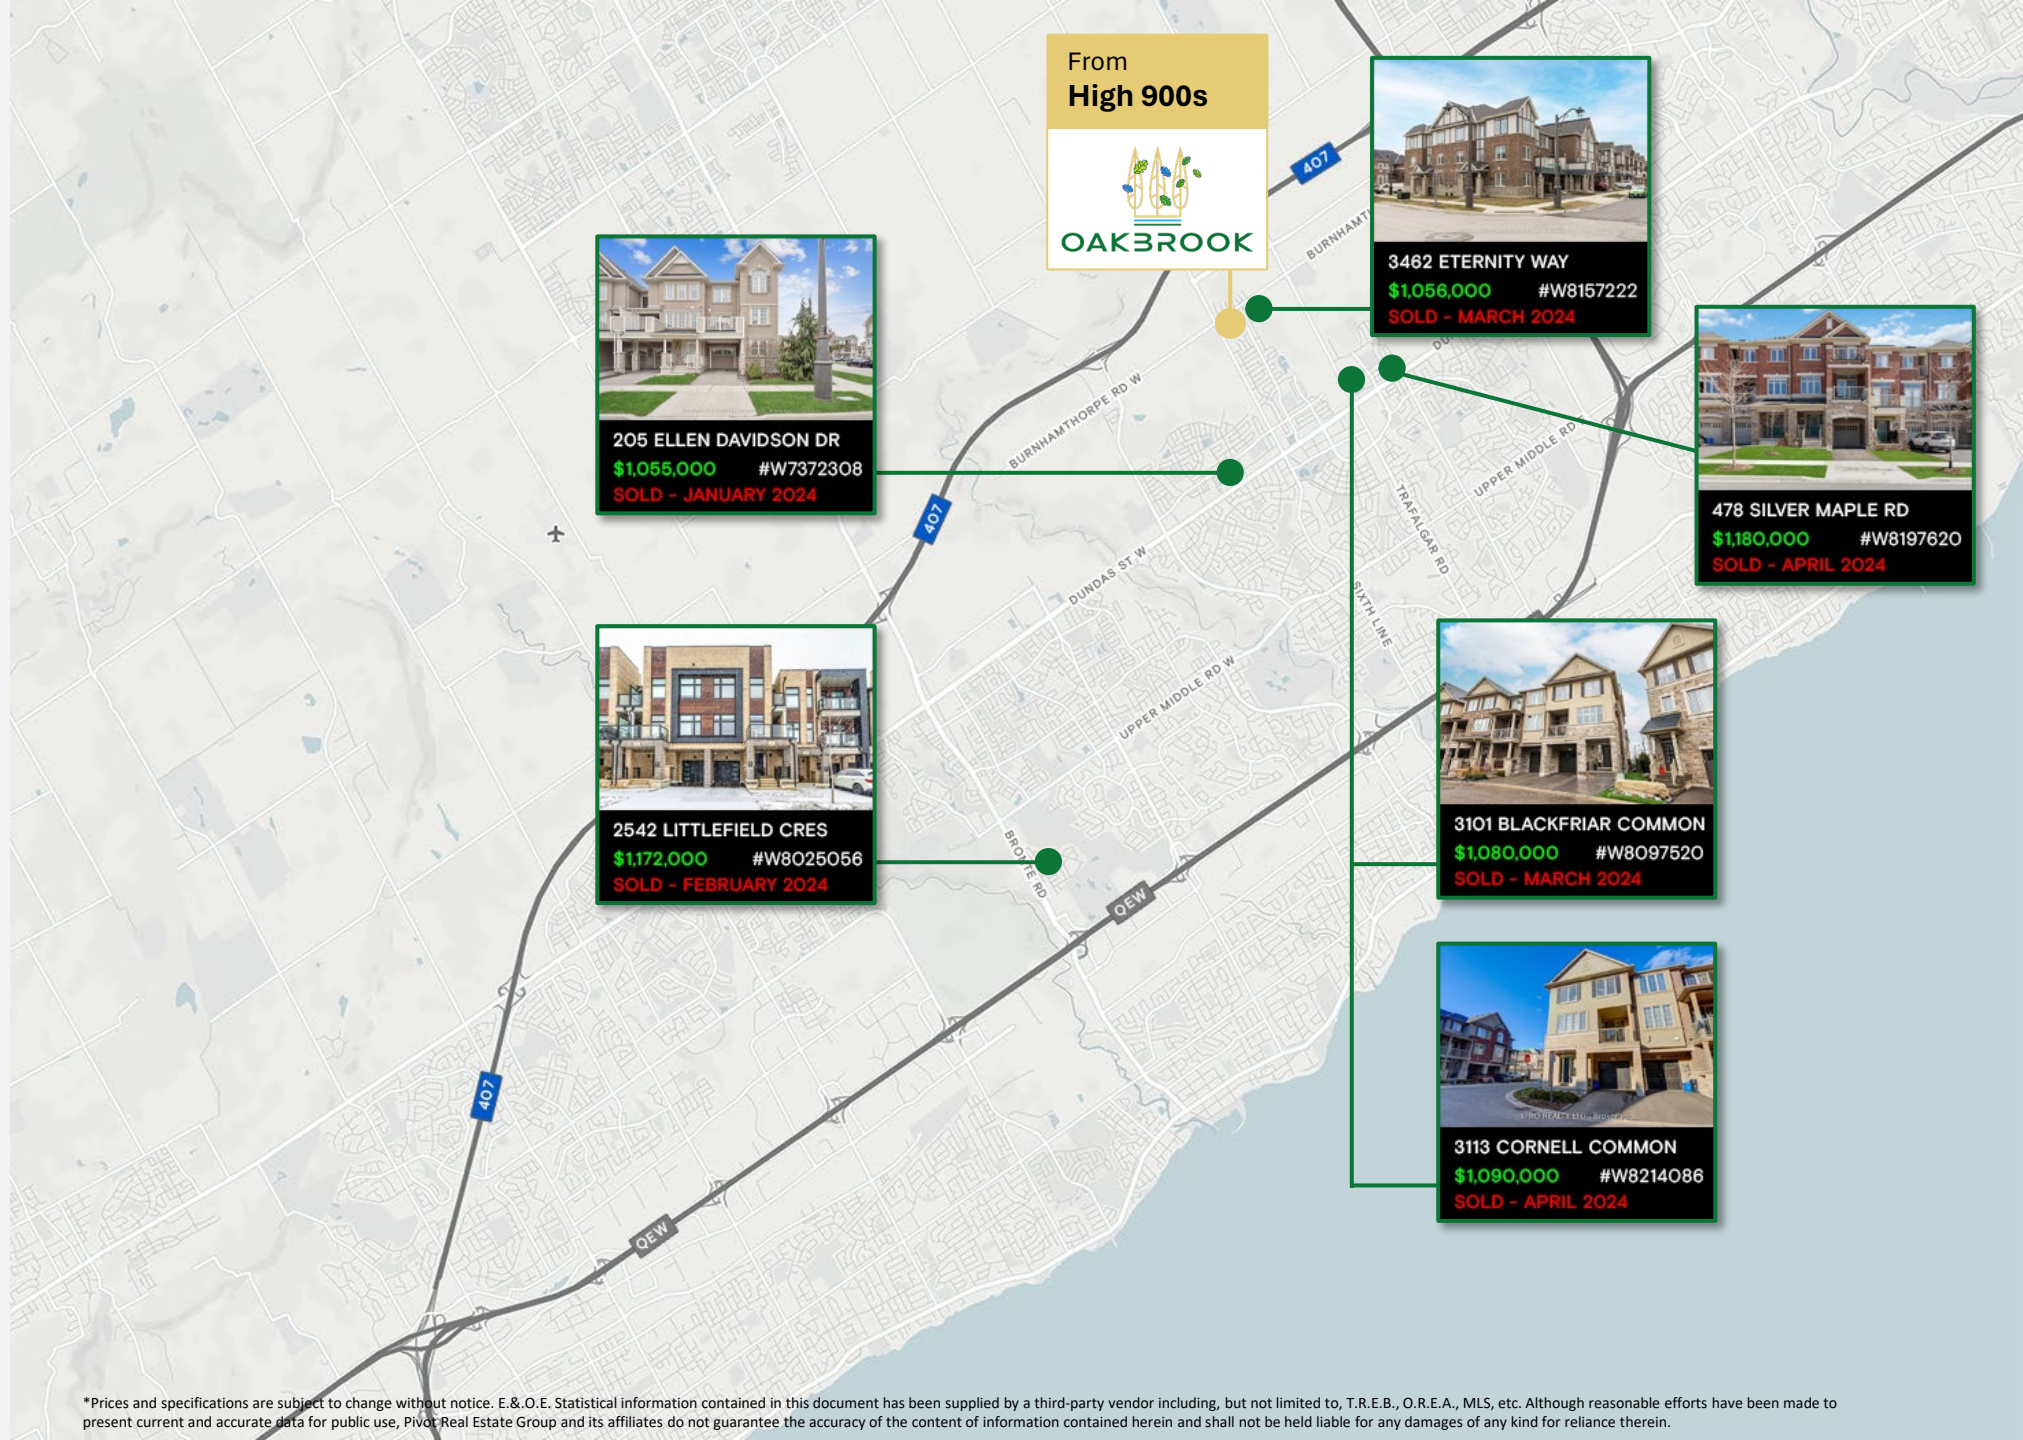 From
High 900s
OAKBROOK
407
BURNHAMT
3462 ETERNITY WAY
$1,056,000 #W8157222
SOLD - MARCH 2024
205 ELLEN DAVIDSON DR
$1,055,000 #W7372308
SOLD - JANUARY 2024
478 SILVER MAPLE RD
$1,180,000 #W8197620
SOLD - APRIL 2024
BURNHAMTHORPE RD W
DU
UPPER MIDDLE RD E
TRAFALGAR RD
407
DUNDAS ST W
SIXTH LINE
UPPER MIDDLE RD W
2542 LITTLEFIELD CRES
$1,172,000 #W8025056
SOLD - FEBRUARY 2024
BRONTE RD
QEW
3101 BLACKFRIAR COMMON
$1,080,000 #W8097520
SOLD - MARCH 2024
407
3113 CORNELL COMMON
$1,090,000 #W8214086
SOLD - APRIL 2024
QEW
*Prices and specifications are subject to change without notice. E.&O.E. Statistical information contained in this document has been supplied by a third-party vendor including, but not limited to, T.R.E.B., O.R.E.A., MLS, etc. Although reasonable efforts have been made to
present current and accurate data for public use, Pivot Real Estate Group and its affiliates do not guarantee the accuracy of the content of information contained herein and shall not be held liable for any damages of any kind for reliance therein.